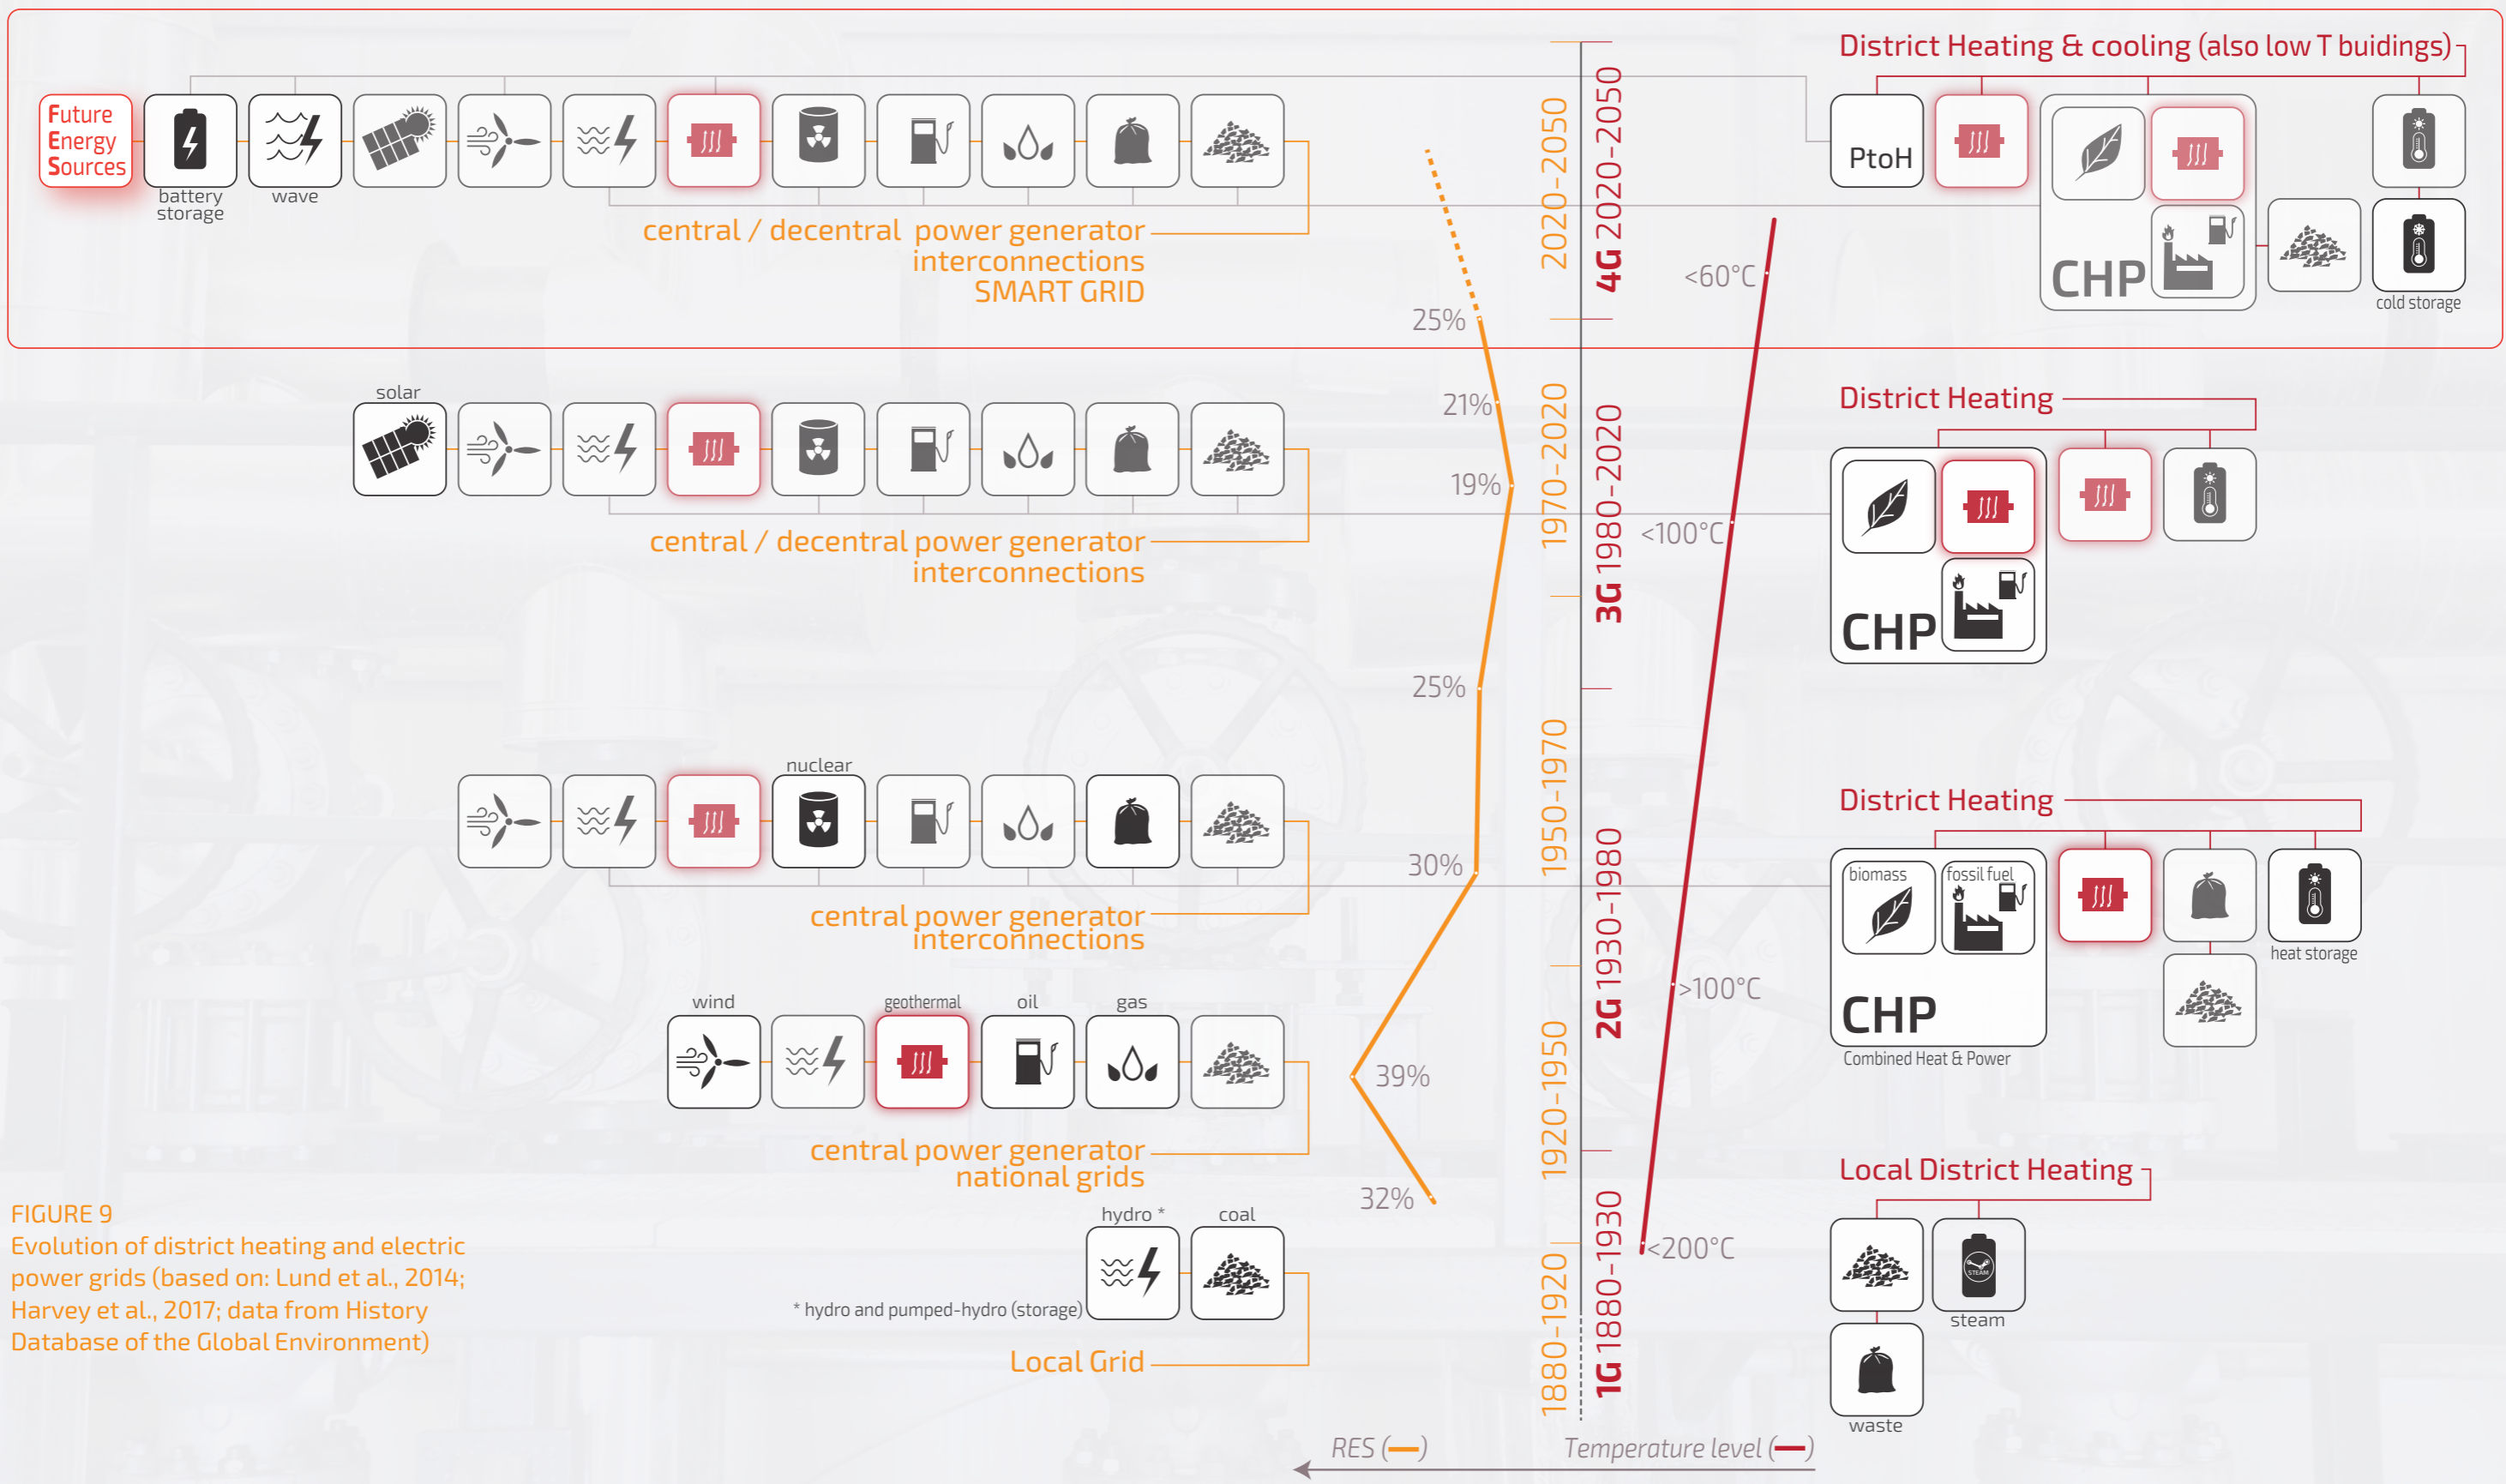 District Heating & cooling (also low T buidings)
Future
Energy
Sources
battery
storage
wave
central / decentral power generator
interconnections
SMART GRID
2020-2050
4G 2020-2050
<60°C
25%
PtoH
CHP
cold storage
solar
21%
19%
central / decentral power generator
interconnections
1970-2020
3G 1980-2020
<100°C
District Heating
CHP
25%
nuclear
30%
central power generator
interconnections
1950-1970
2G 1930-1980
>100°C
District Heating
biomass
fossil fuel
CHP
Combined Heat & Power
heat storage
wind
geothermal
oil
gas
39%
central power generator
national grids
1920-1950
32%
hydro *
coal
* hydro and pumped-hydro (storage)
Local Grid
1880-1920
1G 1880-1930
<200°C
Local District Heating
STEAM
steam
waste
FIGURE 9
Evolution of district heating and electric
power grids (based on: Lund et al., 2014;
Harvey et al., 2017; data from History
Database of the Global Environment)
RES (—)
Temperature level (—)